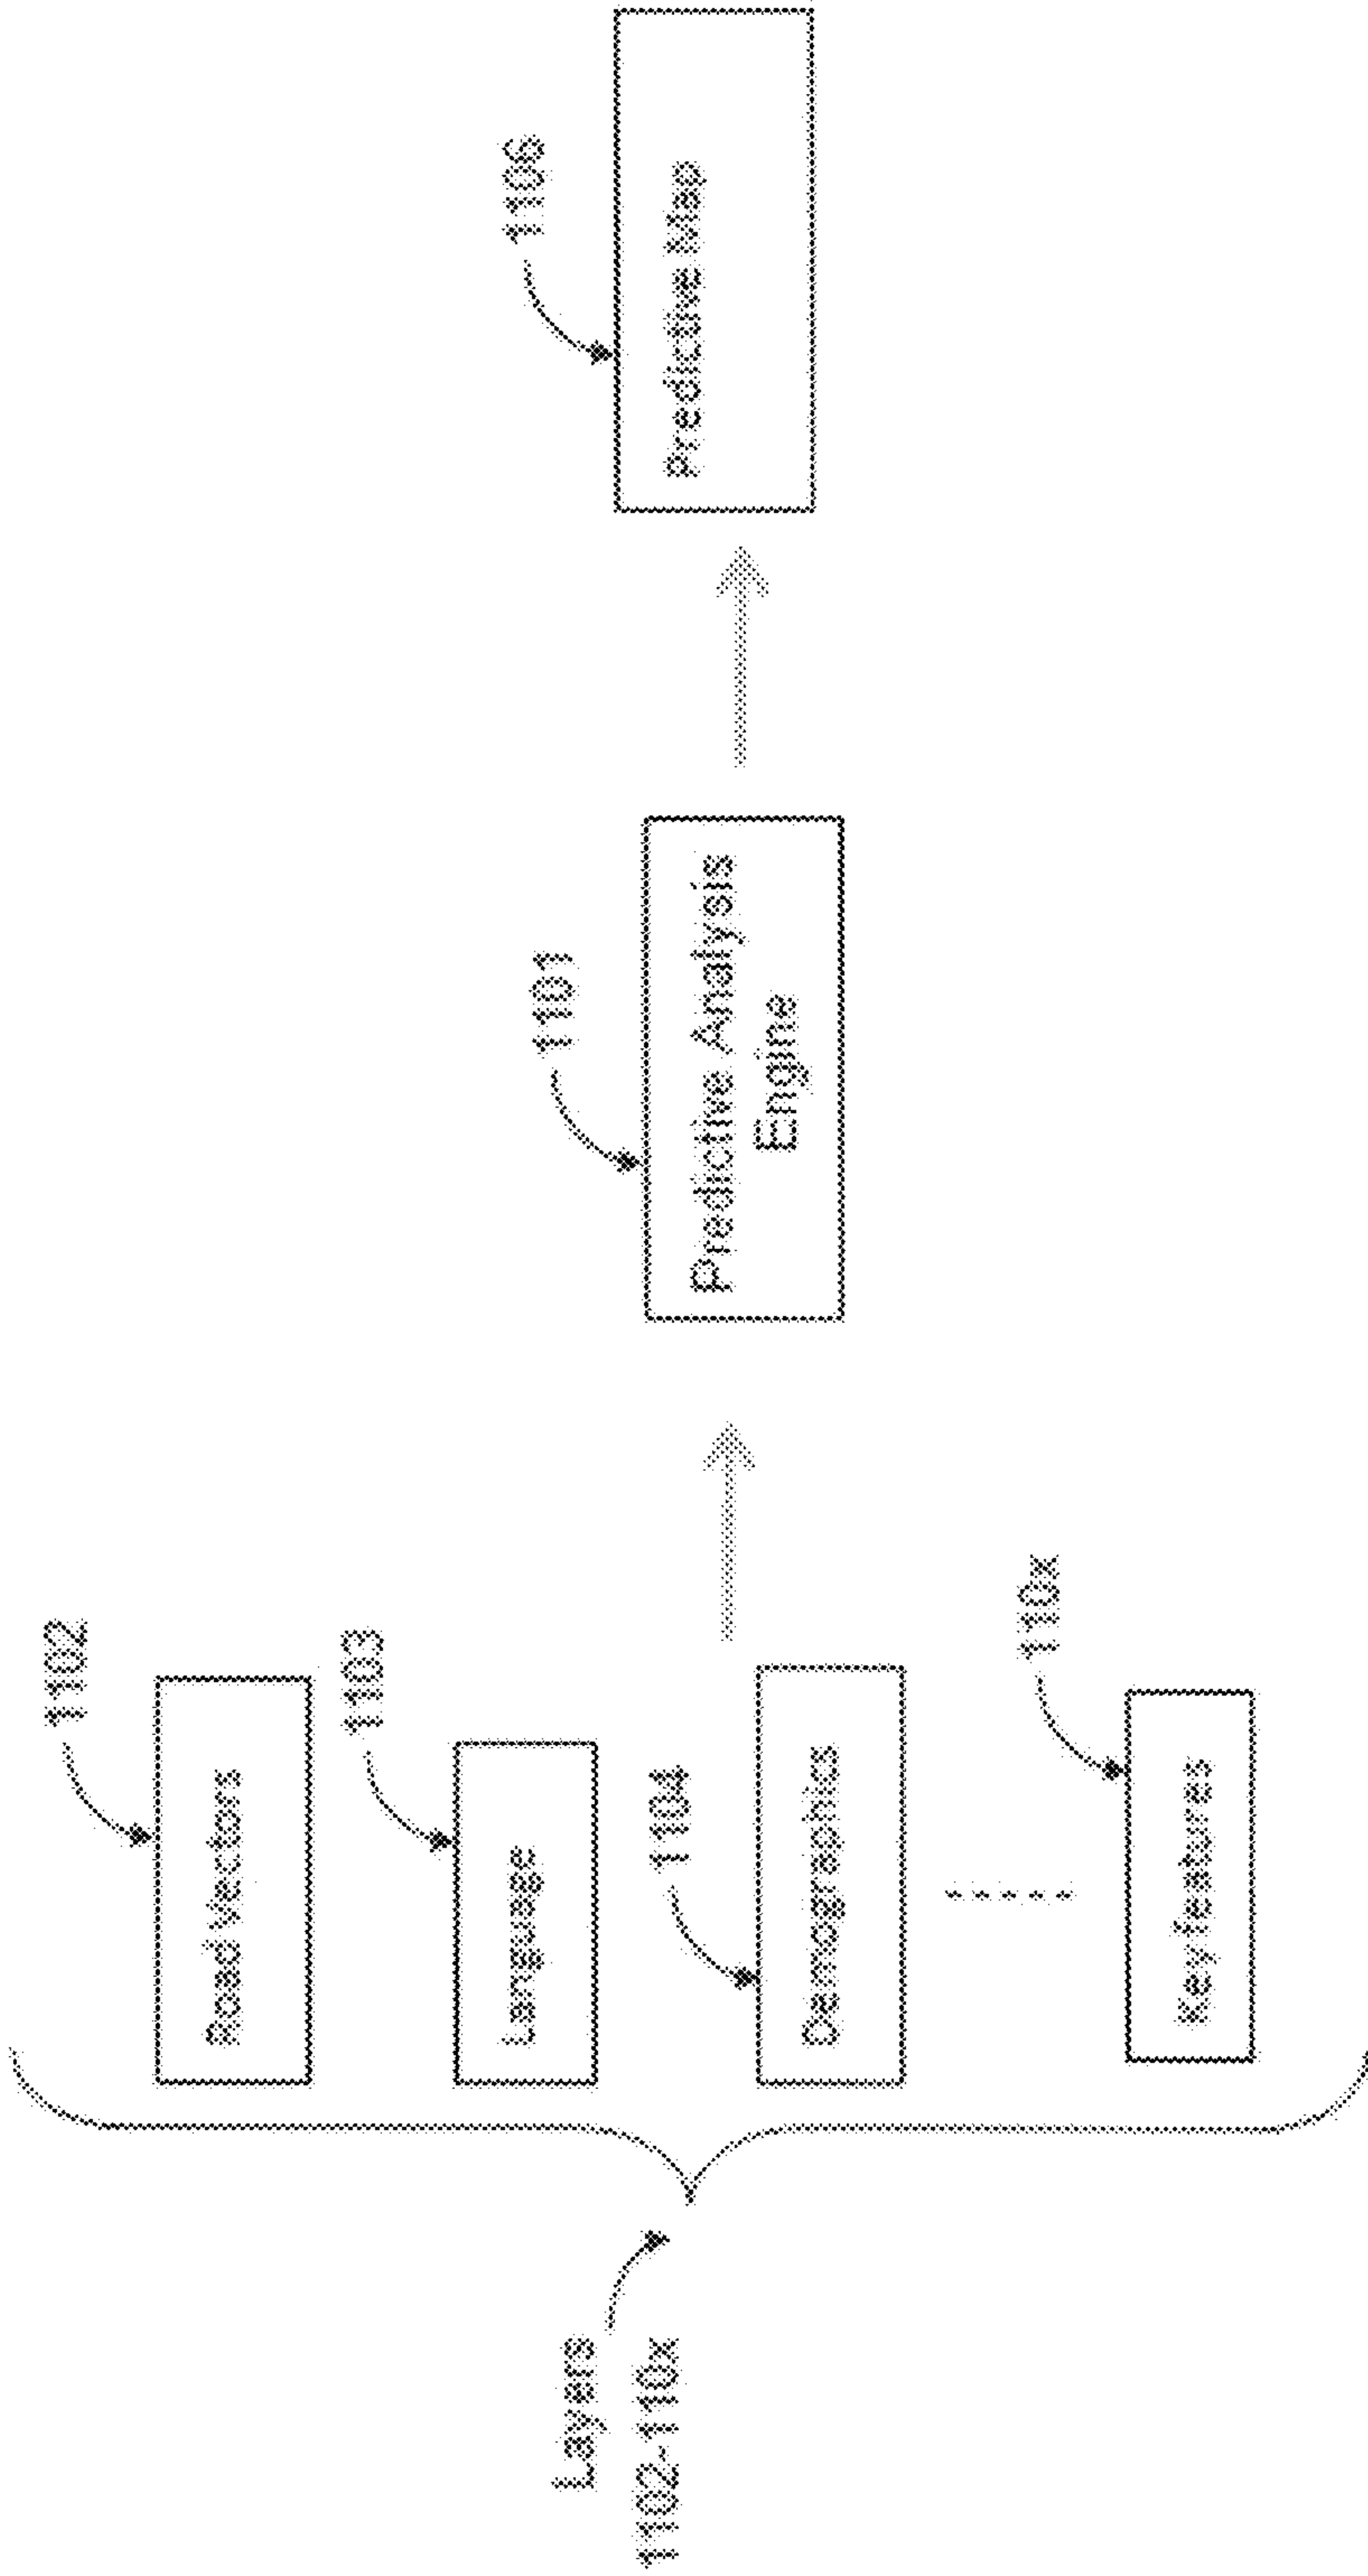 Layers
1102-110x
1102
Road Vectors
1103
Language
1104
Demographics
110x
Key features
1101
Predictive Analysis
Engine
1106
Predictive Map